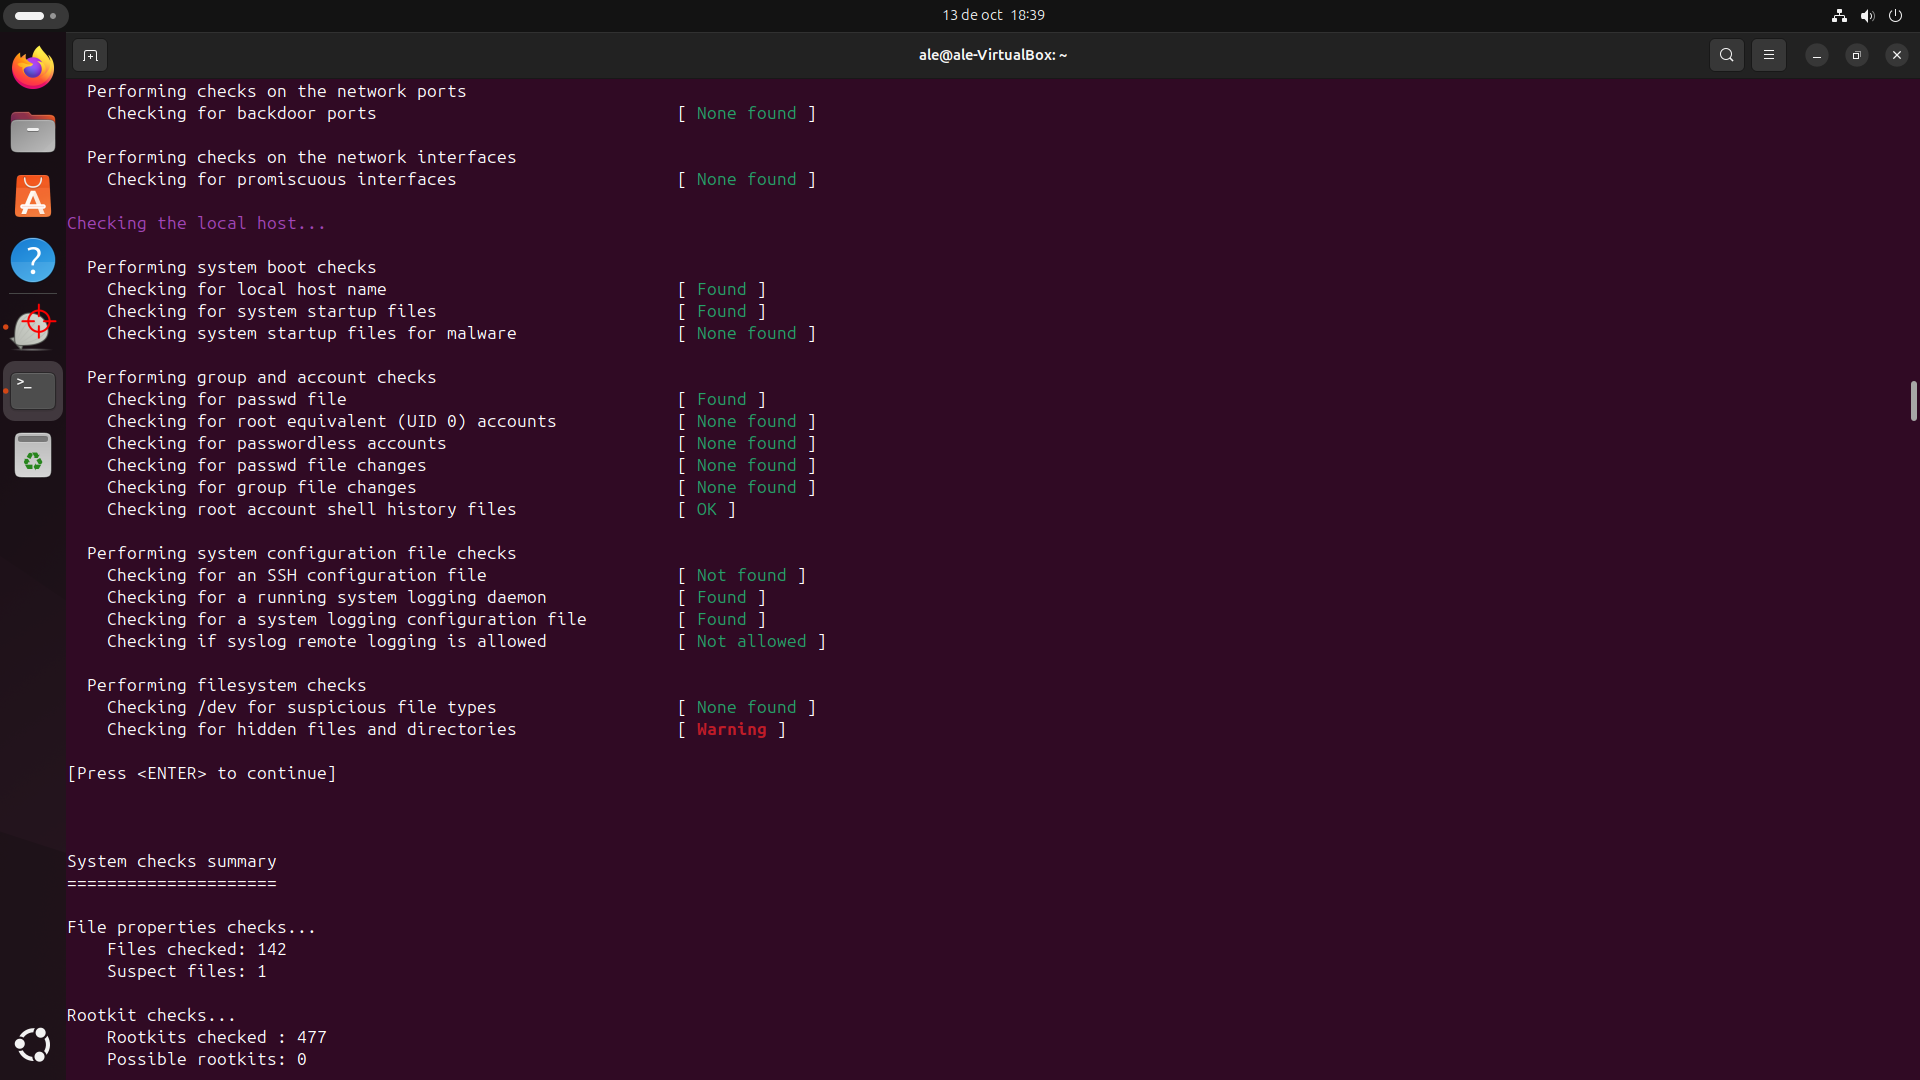 13 de oct 18:39
ale@ale-VirtualBox: ~
Performing checks on the network ports
Checking for backdoor ports [ None found ]
Performing checks on the network interfaces
Checking for promiscuous interfaces [ None found ]
Checking the local host...
Performing system boot checks
Checking for local host name [ Found ]
Checking for system startup files [ Found ]
Checking system startup files for malware [ None found ]
Performing group and account checks
Checking for passwd file [ Found ]
Checking for root equivalent (UID 0) accounts [ None found ]
Checking for passwordless accounts [ None found ]
Checking for passwd file changes [ None found ]
Checking for group file changes [ None found ]
Checking root account shell history files [ OK ]
Performing system configuration file checks
Checking for an SSH configuration file [ Not found ]
Checking for a running system logging daemon [ Found ]
Checking for a system logging configuration file [ Found ]
Checking if syslog remote logging is allowed [ Not allowed ]
Performing filesystem checks
Checking /dev for suspicious file types [ None found ]
Checking for hidden files and directories [ Warning ]
[Press <ENTER> to continue]
System checks summary
=====================
File properties checks...
Files checked: 142
Suspect files: 1
Rootkit checks...
Rootkits checked : 477
Possible rootkits: 0